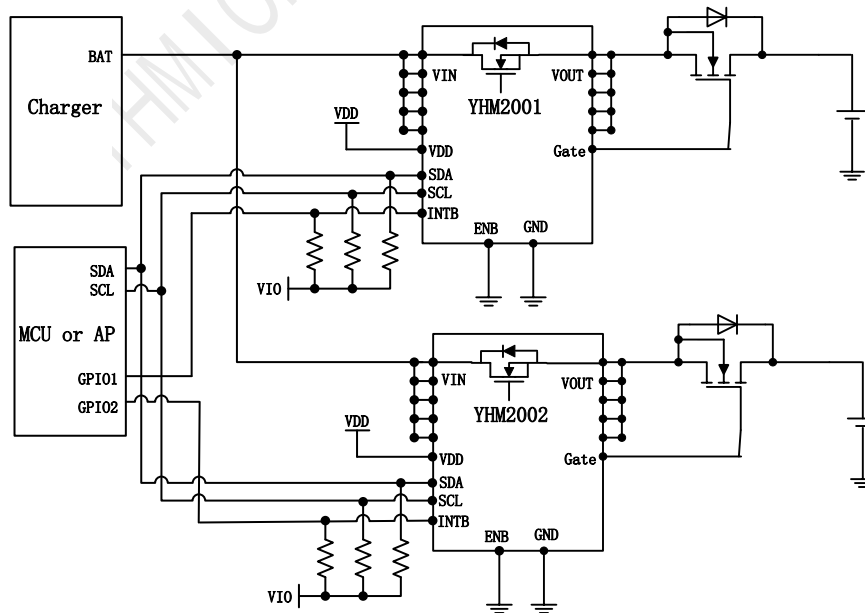 YHMICRO
BAT
Charger
VIN
VOUT
YHM2001
VDD
VDD
Gate
SDA
SCL
INTB
ENB
GND
VIO
SDA
SCL
MCU or AP
GPIO1
GPIO2
VIN
VOUT
YHM2002
VDD
VDD
Gate
SDA
SCL
INTB
ENB
GND
VIO